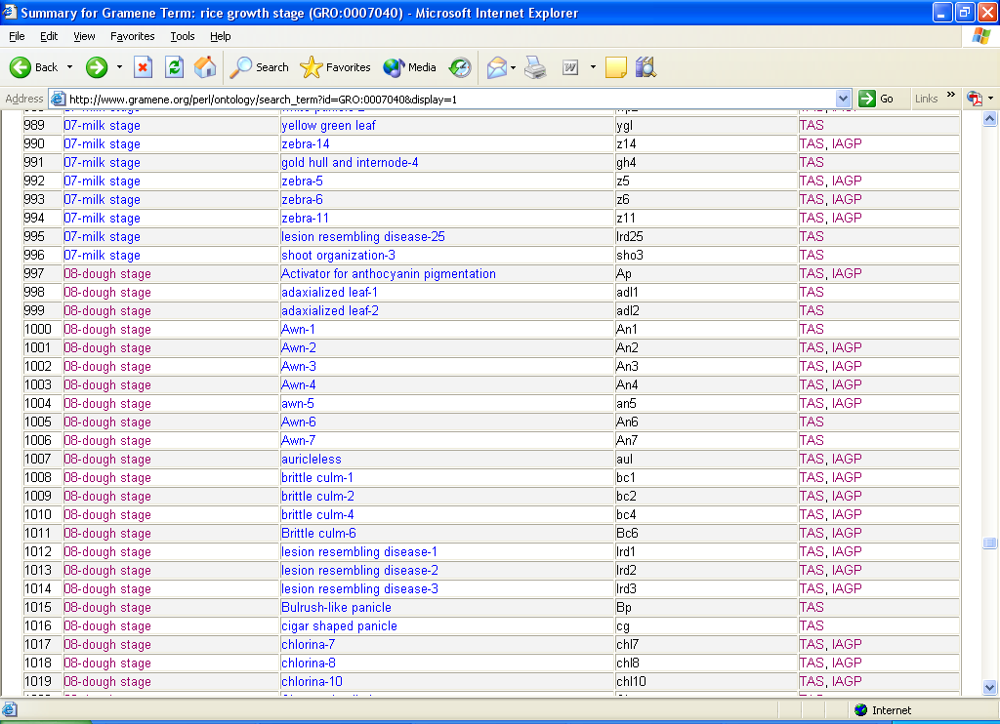 Summary for Gramene Term: rice growth stage (GRO:0007040) - Microsoft Internet Explorer
File Edit View Favorites Tools Help
Back Search Favorites Media
Address http://www.gramene.org/perl/ontology/search_term?id=GRO:0007040&display=1 Go Links »
989 07-milk stage yellow green leaf ygl TAS
990 07-milk stage zebra-14 z14 TAS, IAGP
991 07-milk stage gold hull and internode-4 gh4 TAS
992 07-milk stage zebra-5 z5 TAS, IAGP
993 07-milk stage zebra-6 z6 TAS, IAGP
994 07-milk stage zebra-11 z11 TAS, IAGP
995 07-milk stage lesion resembling disease-25 lrd25 TAS
996 07-milk stage shoot organization-3 sho3 TAS
997 08-dough stage Activator for anthocyanin pigmentation Ap TAS, IAGP
998 08-dough stage adaxialized leaf-1 adl1 TAS
999 08-dough stage adaxialized leaf-2 adl2 TAS
1000 08-dough stage Awn-1 An1 TAS
1001 08-dough stage Awn-2 An2 TAS, IAGP
1002 08-dough stage Awn-3 An3 TAS, IAGP
1003 08-dough stage Awn-4 An4 TAS, IAGP
1004 08-dough stage awn-5 an5 TAS, IAGP
1005 08-dough stage Awn-6 An6 TAS
1006 08-dough stage Awn-7 An7 TAS
1007 08-dough stage auricleless aul TAS, IAGP
1008 08-dough stage brittle culm-1 bc1 TAS, IAGP
1009 08-dough stage brittle culm-2 bc2 TAS, IAGP
1010 08-dough stage brittle culm-4 bc4 TAS, IAGP
1011 08-dough stage Brittle culm-6 Bc6 TAS, IAGP
1012 08-dough stage lesion resembling disease-1 lrd1 TAS, IAGP
1013 08-dough stage lesion resembling disease-2 lrd2 TAS, IAGP
1014 08-dough stage lesion resembling disease-3 lrd3 TAS, IAGP
1015 08-dough stage Bulrush-like panicle Bp TAS
1016 08-dough stage cigar shaped panicle cg TAS
1017 08-dough stage chlorina-7 chl7 TAS, IAGP
1018 08-dough stage chlorina-8 chl8 TAS, IAGP
1019 08-dough stage chlorina-10 chl10 TAS, IAGP
Internet